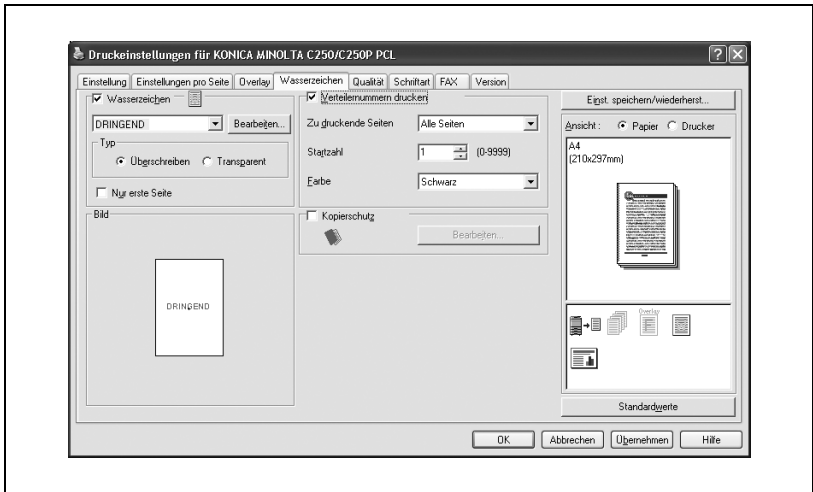 Druckeinstellungen für KONICA MINOLTA C250/C250P PCL
Einstellung Einstellungen pro Seite Overlay Wasserzeichen Qualität Schriftart FAX Version
Wasserzeichen
DRINGEND Bearbeiten...
Typ
Überschreiben Transparent
Nur erste Seite
Bild
DRINGEND
Verteilernummern drucken
Zu druckende Seiten Alle Seiten
Startzahl 1 (0-9999)
Farbe Schwarz
Kopierschutz
Bearbeiten...
Einst. speichern/wiederherst...
Ansicht: Papier Drucker
A4
(210x297mm)
Overlay
Standardwerte
OK Abbrechen Übernehmen Hilfe